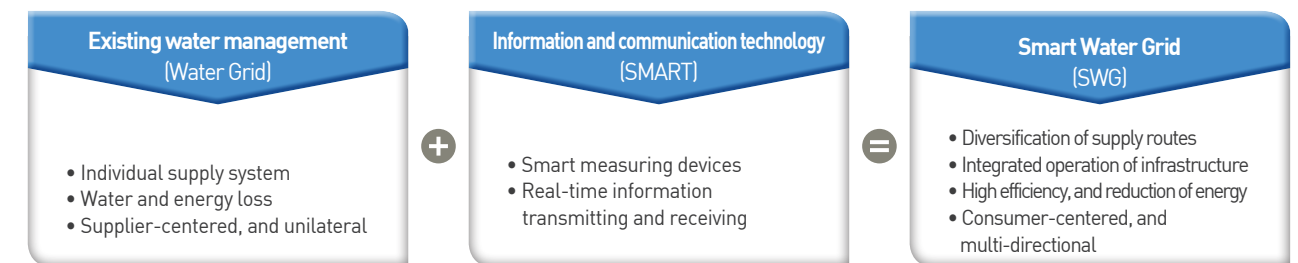 Existing water management
(Water Grid)
• Individual supply system
• Water and energy loss
• Supplier-centered, and unilateral
+
Information and communication technology
(SMART)
• Smart measuring devices
• Real-time information
transmitting and receiving
=
Smart Water Grid
(SWG)
• Diversification of supply routes
• Integrated operation of infrastructure
• High efficiency, and reduction of energy
• Consumer-centered, and
multi-directional